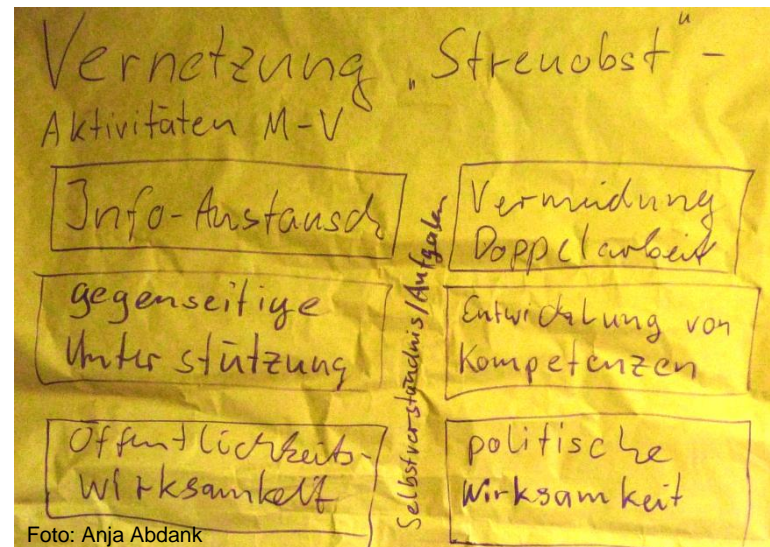 Vernetzung „Streuobst“-
Aktivitäten M-V
Info-Austausch
gegenseitige
Unterstützung
Öffentlichkeits-
wirksamkeit
Selbstverständnis/Aufgaben
Vermeidung
Doppelarbeit
Entwicklung von
Kompetenzen
politische
Wirksamkeit
Foto: Anja Abdank